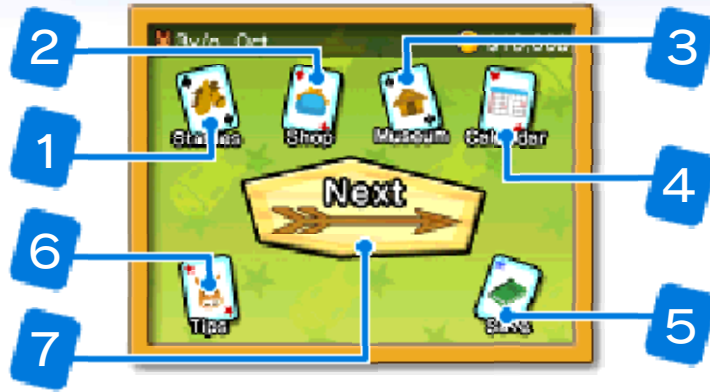 2
3
1
Stables
Shop
Museum
Calendar
4
Next
6
Tips
Save
5
7